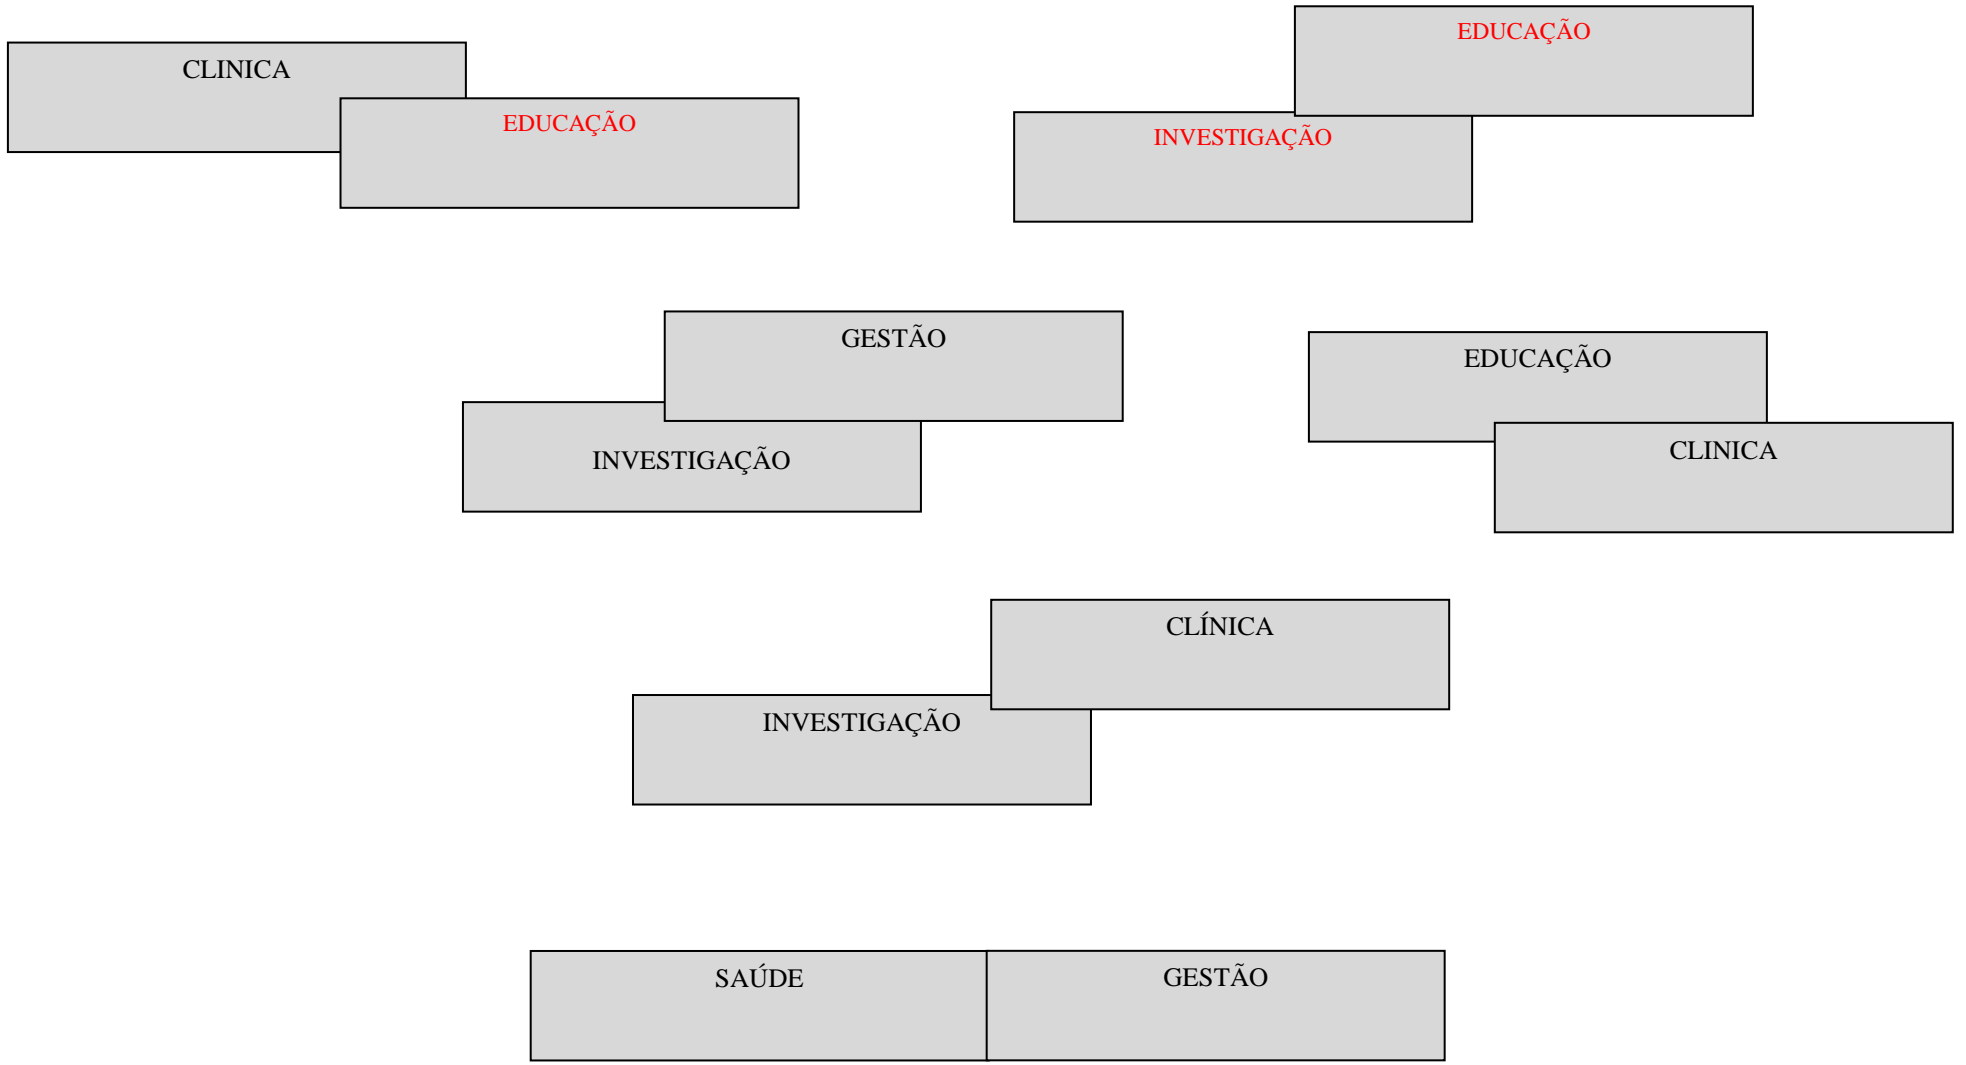 CLINICA
EDUCAÇÃO
EDUCAÇÃO
INVESTIGAÇÃO
GESTÃO
INVESTIGAÇÃO
EDUCAÇÃO
CLINICA
CLÍNICA
INVESTIGAÇÃO
SAÚDE
GESTÃO